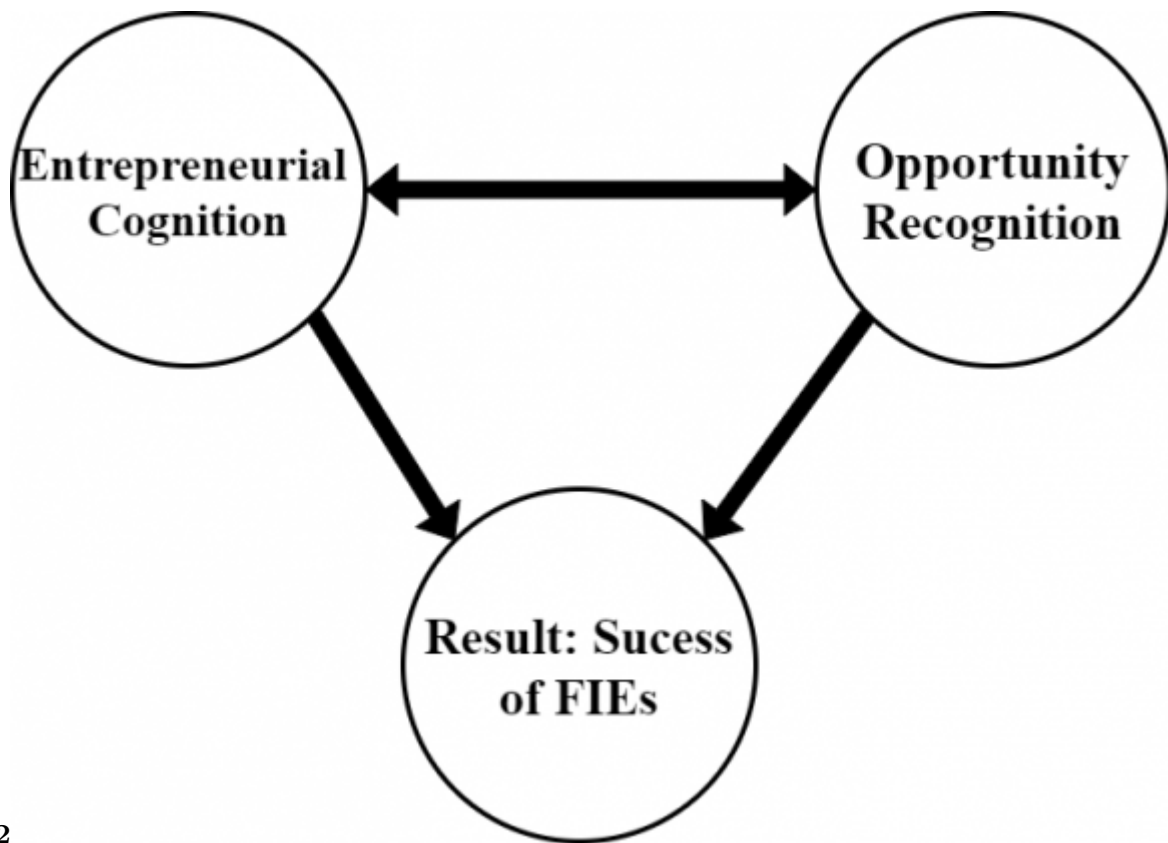 Entrepreneurial
Cognition
Opportunity
Recognition
Result: Sucess
of FIEs
2